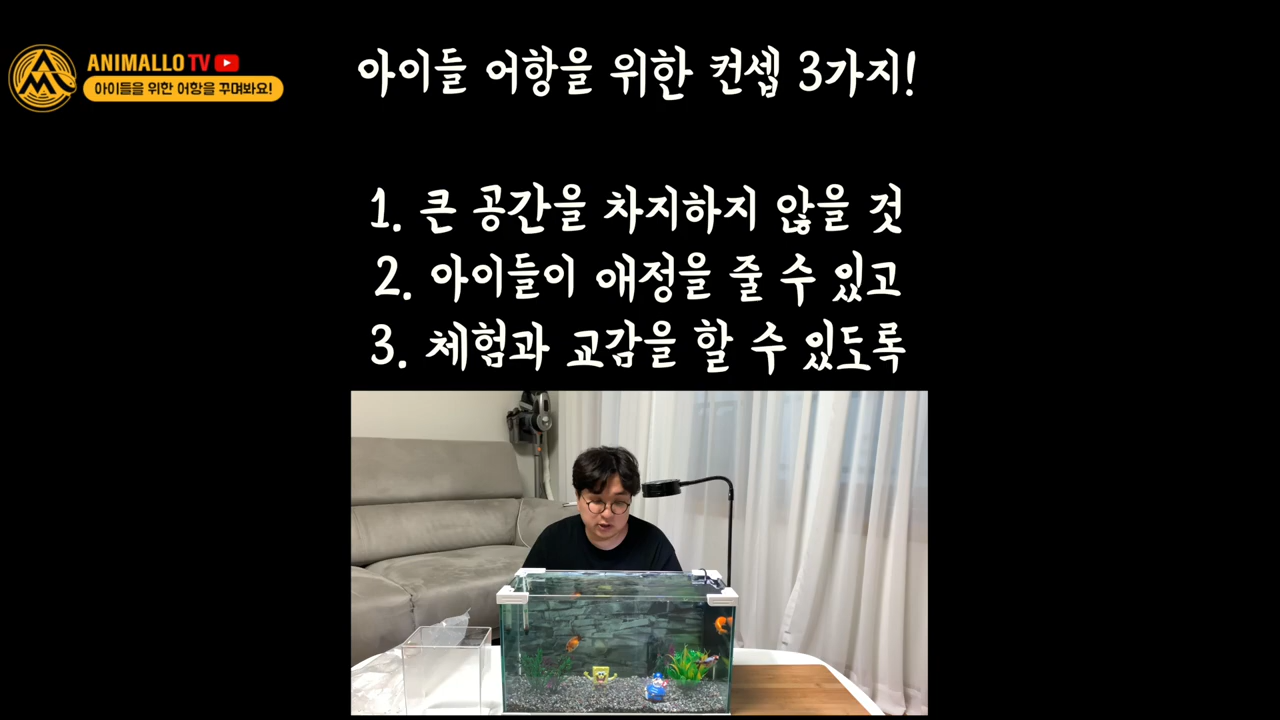 ANIMALLO TV
아이들을 위한 어항을 꾸며봐요!
아이들 어항을 위한 컨셉 3가지!
1. 큰 공간을 차지하지 않을 것
2. 아이들이 애정을 줄 수 있고
3. 체험과 교감을 할 수 있도록